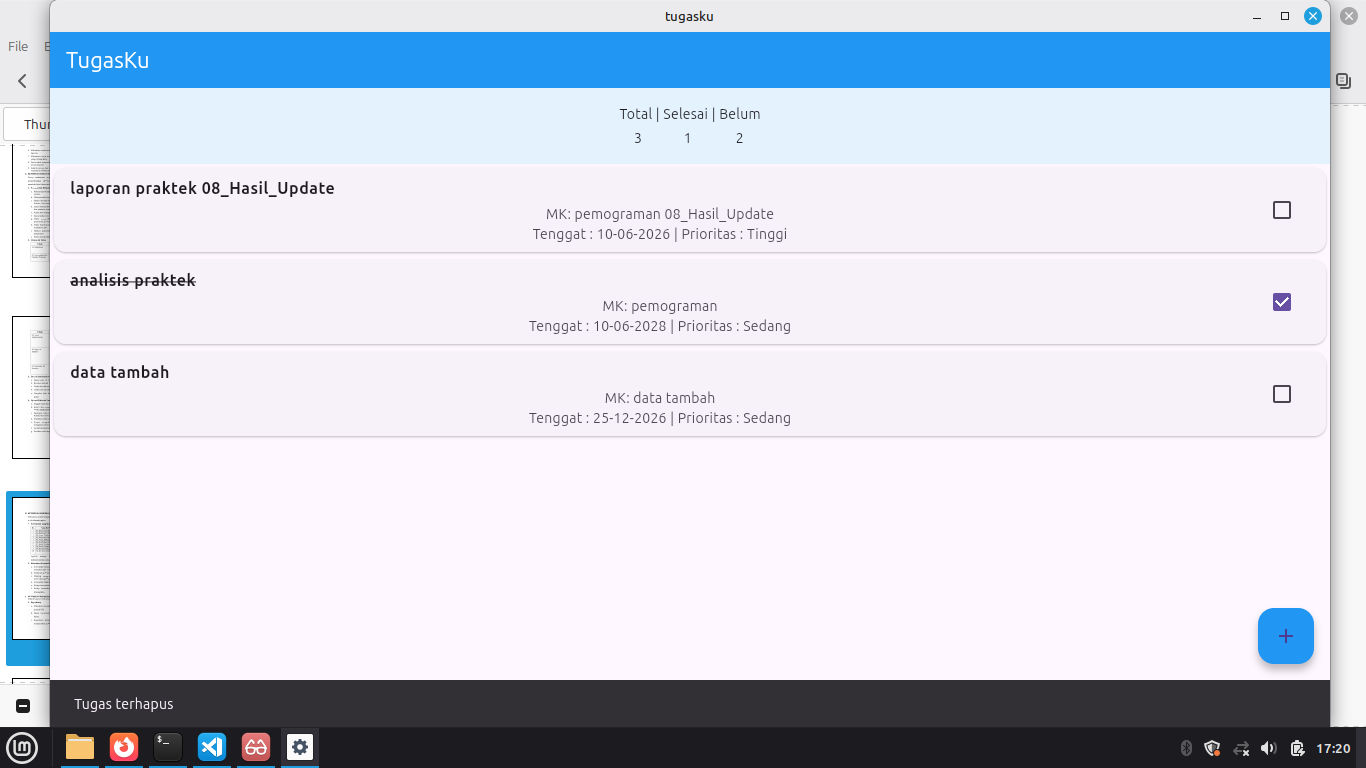 tugasku
File
TugasKu
Total | Selesai | Belum
3 1 2
laporan praktek 08_Hasil_Update
MK: pemograman 08_Hasil_Update
Tenggat : 10-06-2026 | Prioritas : Tinggi
analisis praktek
MK: pemograman
Tenggat : 10-06-2028 | Prioritas : Sedang
data tambah
MK: data tambah
Tenggat : 25-12-2026 | Prioritas : Sedang
+
Tugas terhapus
17:20